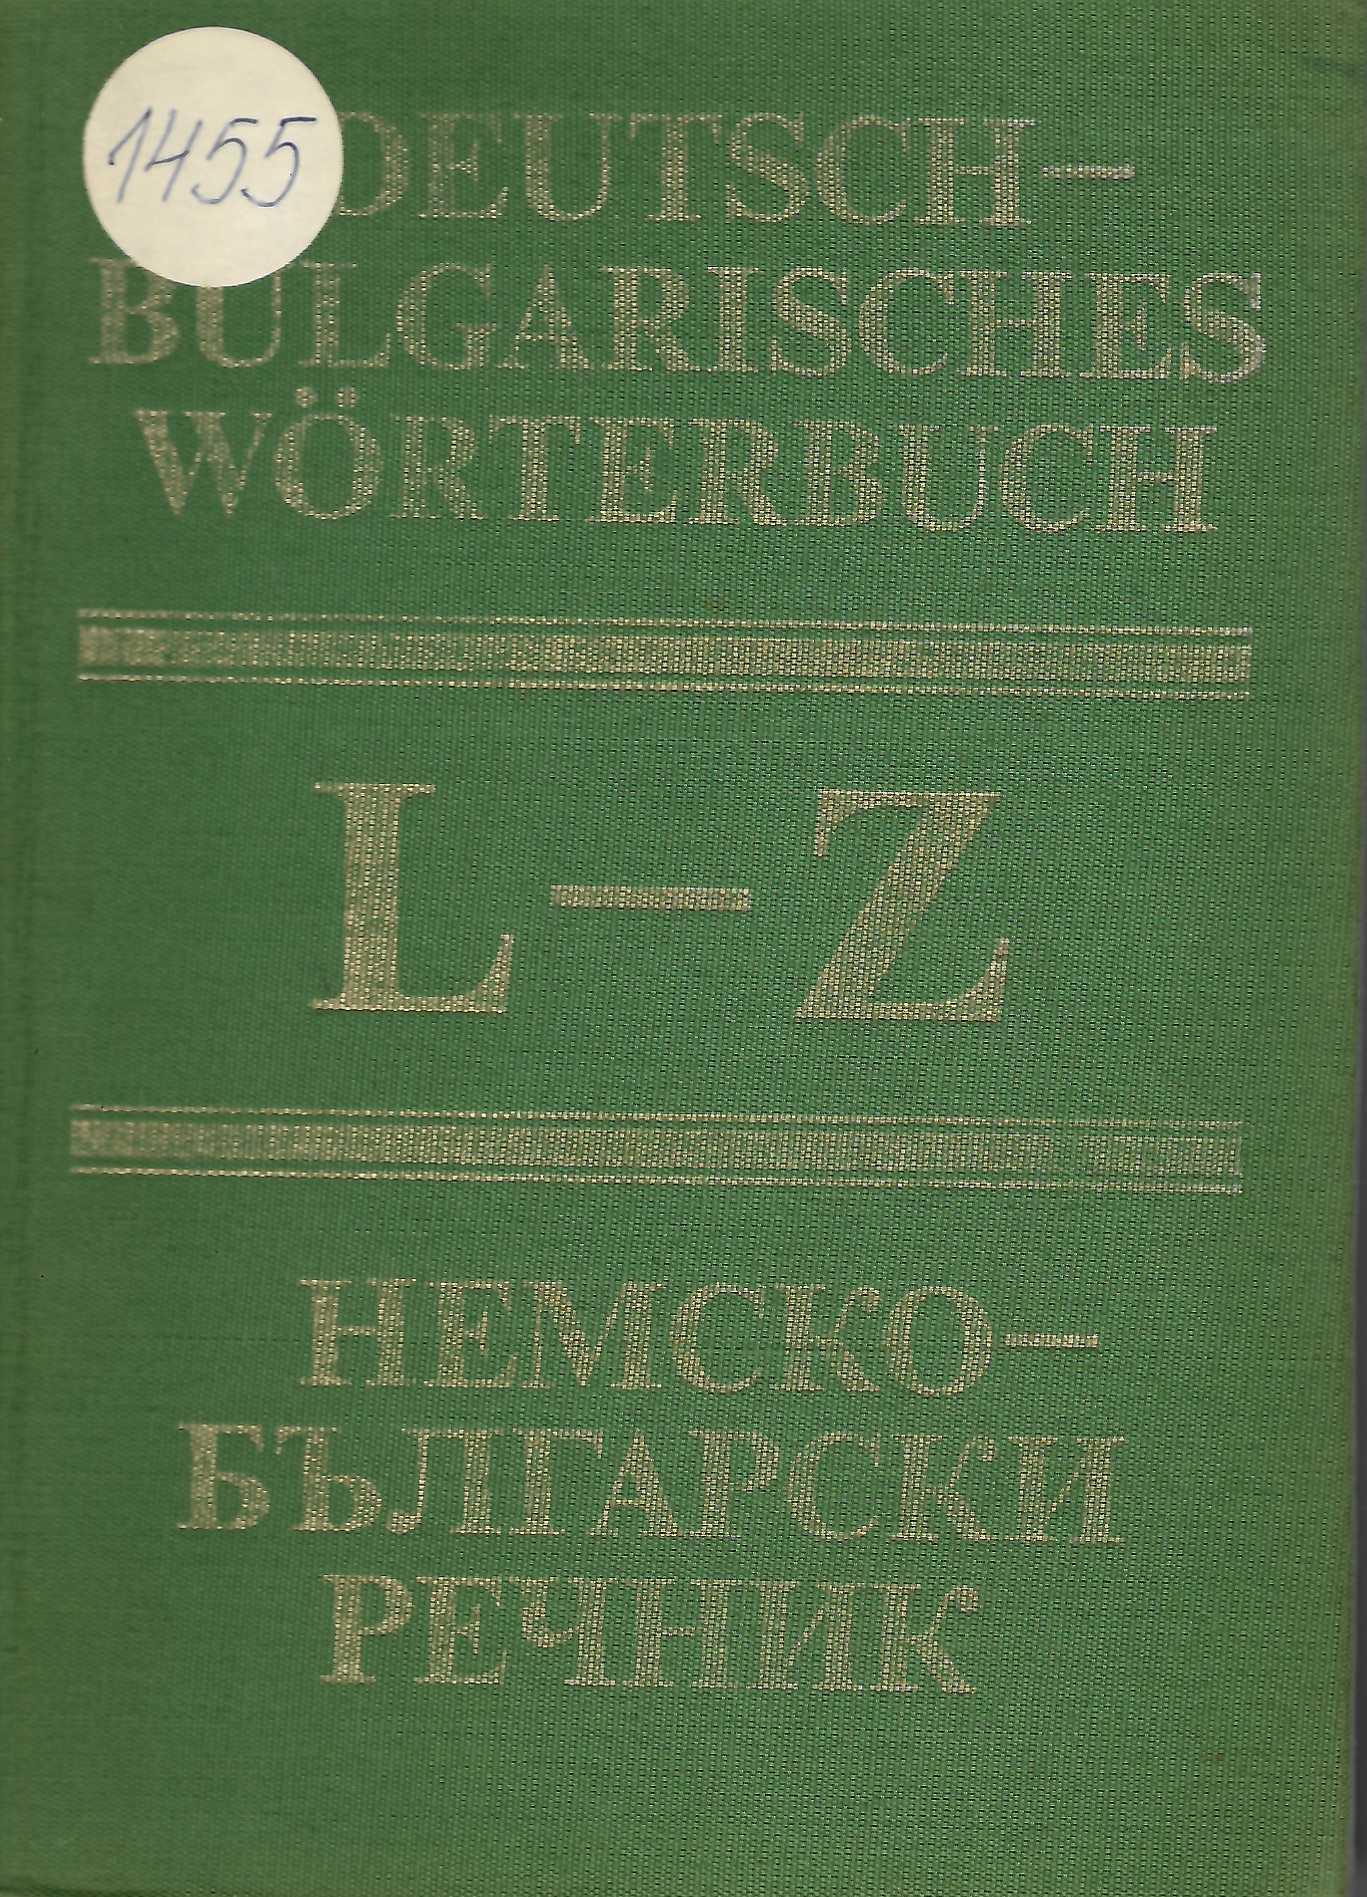 1455
DEUTSCH—
BULGARISCHES
WÖRTERBUCH
L—Z
НЕМСКО—
БЪЛГАРСКИ
РЕЧНИК